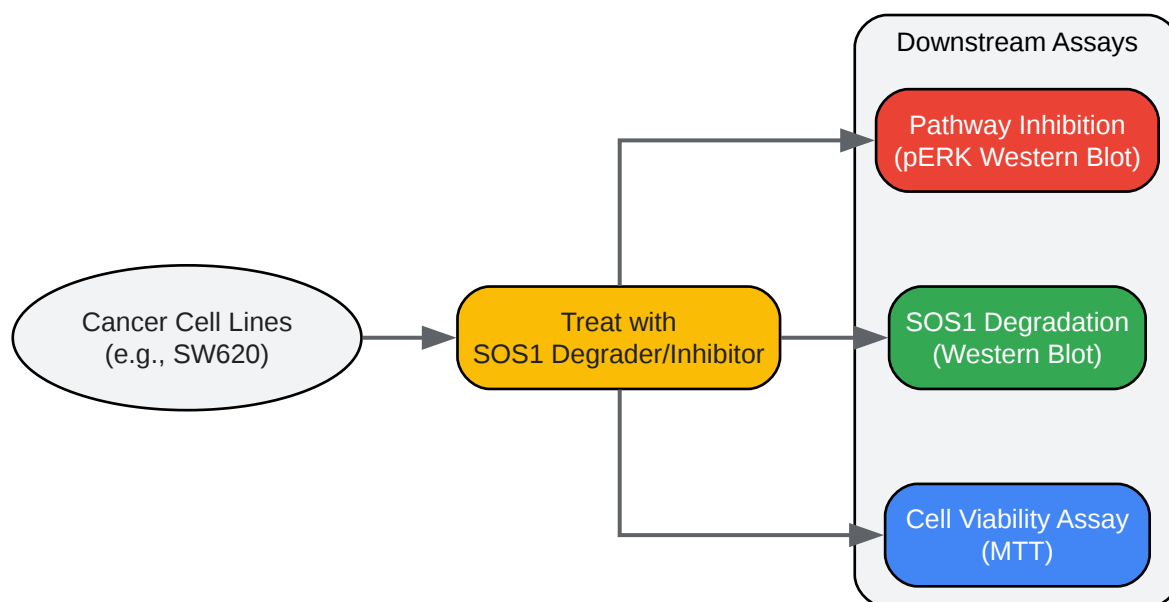 Cancer Cell Lines
(e.g., SW620)
Treat with
SOS1 Degrader/Inhibitor
Downstream Assays
Pathway Inhibition
(pERK Western Blot)
SOS1 Degradation
(Western Blot)
Cell Viability Assay
(MTT)